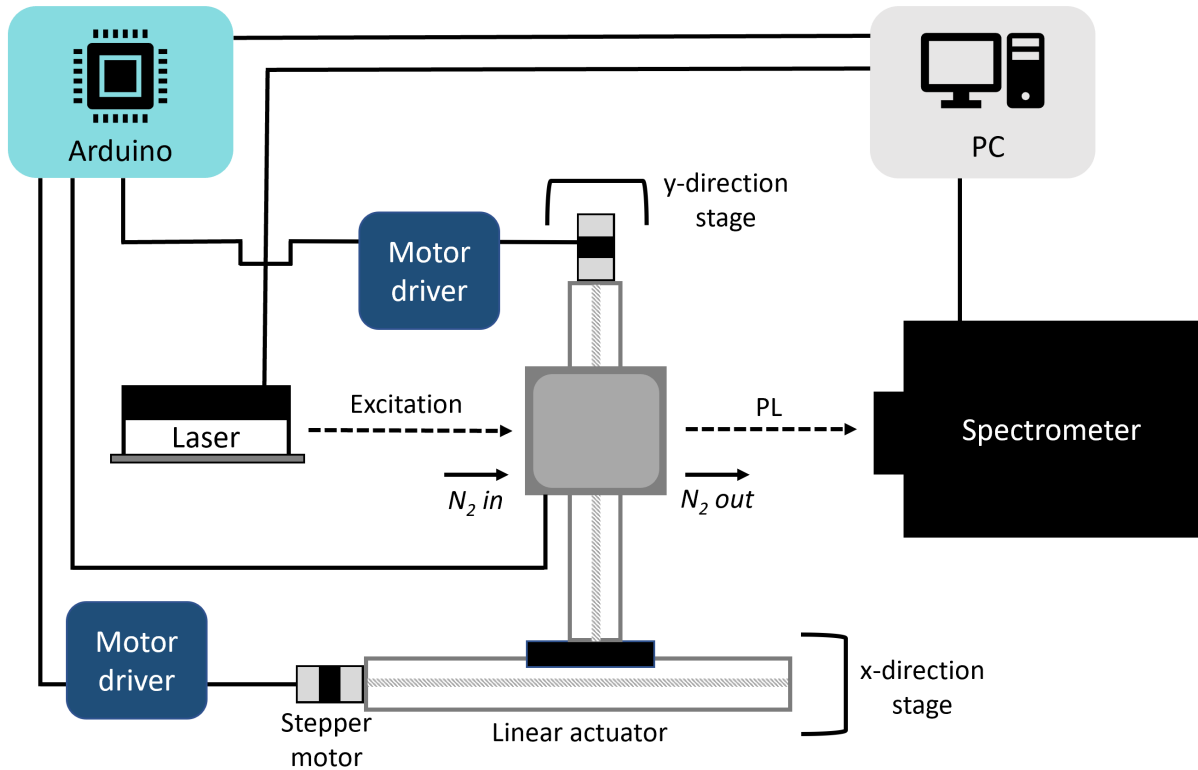 Arduino
PC
y-direction
stage
Motor
driver
Excitation
PL
Laser
Spectrometer
N₂ in
N₂ out
Motor
driver
x-direction
stage
Stepper
motor
Linear actuator